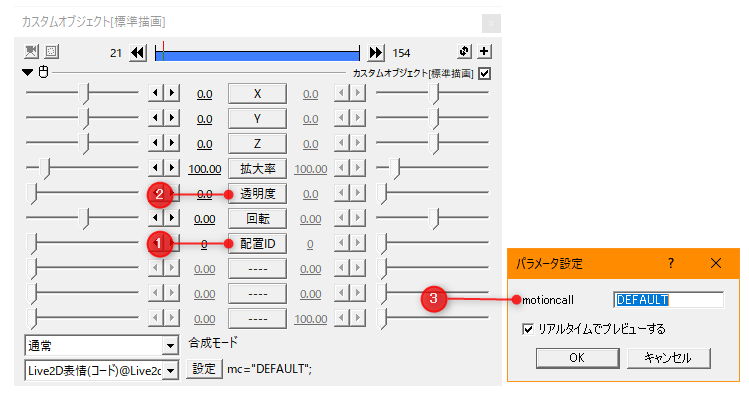 カスタムオブジェクト[標準描画]
21 154
カスタムオブジェクト[標準描画]
0.0 X 0.0
0.0 Y 0.0
0.0 Z 0.0
100.00 拡大率 100.00
2 0.0 透明度 0.0
0.00 回転 0.00
1 0 配置ID 0
0.00 ---- 0.00
0.00 ---- 0.00
0.00 ---- 100.00
通常 合成モード
Live2D表情(コード)@Live2d 設定 mc="DEFAULT";
パラメータ設定 ?
3 motioncall DEFAULT
リアルタイムでプレビューする
OK キャンセル